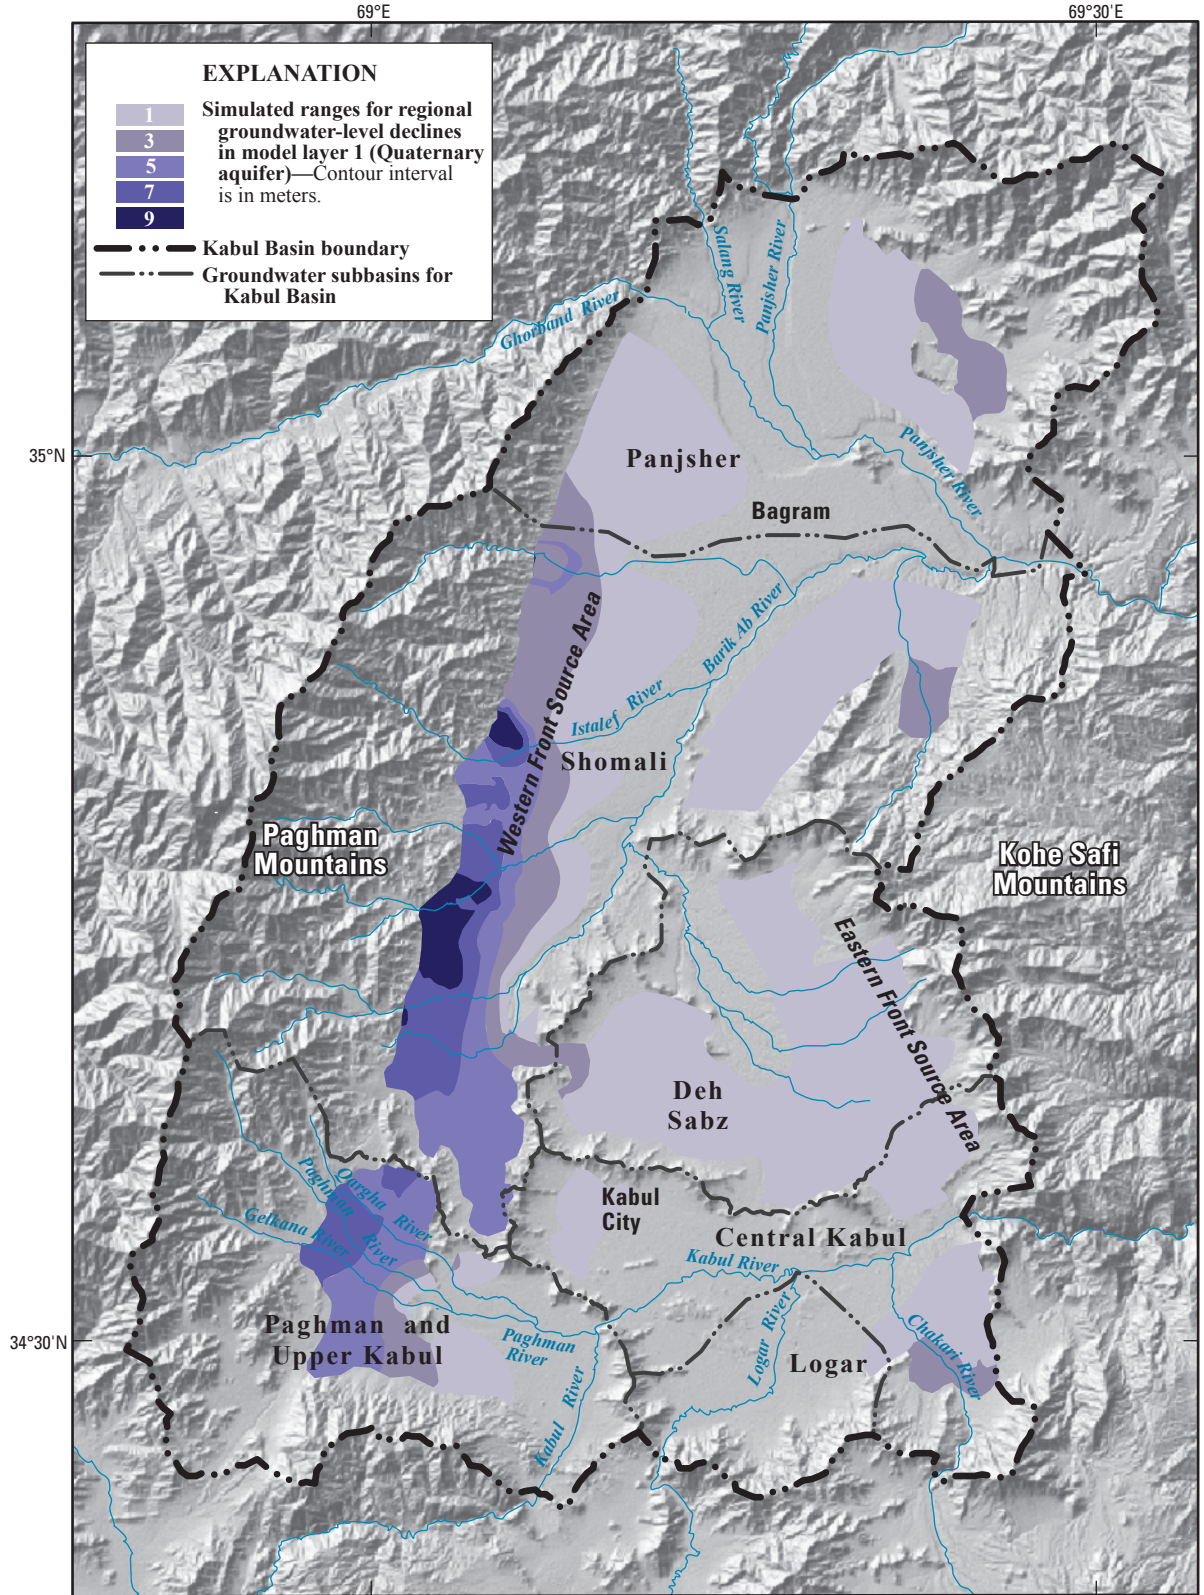 69°E
69°30'E
EXPLANATION
1
3
5
7
9
Simulated ranges for regional
groundwater-level declines
in model layer 1 (Quaternary
aquifer)—Contour interval
is in meters.
Kabul Basin boundary
Groundwater subbasins for
Kabul Basin
Salang River
Panjsher River
Ghorband River
35°N
Panjsher
Panjsher River
Bagram
Western Front Source Area
Barik Ab River
Istalef River
Shomali
Paghman
Mountains
Kohe Safi
Mountains
Eastern Front Source Area
Deh
Sabz
Qargha River
Paghman River
Gelkana River
Kabul
City
Central Kabul
Kabul River
34°30'N
Paghman and
Upper Kabul
Paghman
River
Logar River
Logar
Chakari River
Kabul River